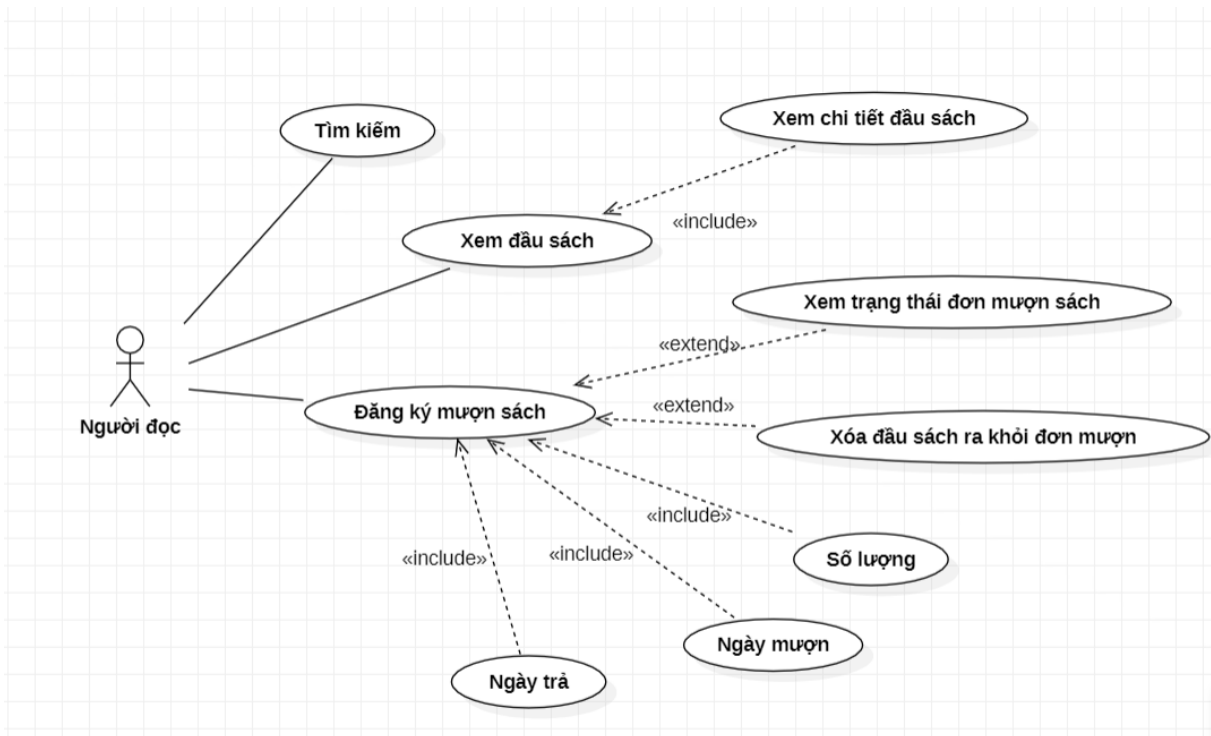 Xem chi tiết đầu sách
Tìm kiếm
«include»
Xem đầu sách
Xem trạng thái đơn mượn sách
«extend»
«extend»
Đăng ký mượn sách
Người đọc
Xóa đầu sách ra khỏi đơn mượn
«include»
«include»
«include»
Số lượng
Ngày mượn
Ngày trả